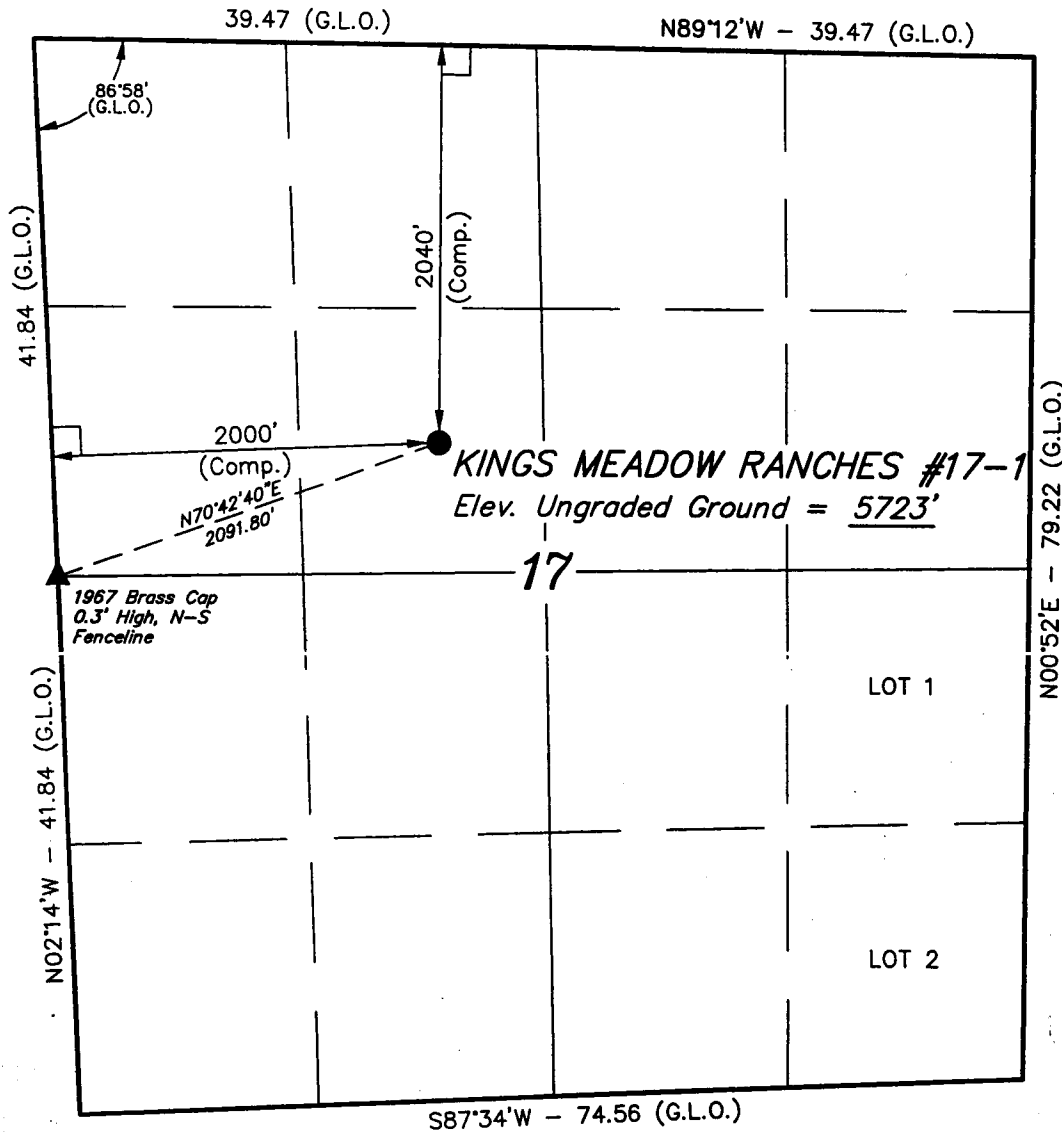 39.47 (G.L.O.)
N89°12'W - 39.47 (G.L.O.)
86°58'
(G.L.O.)
41.84 (G.L.O.)
2040'
(Comp.)
2000'
(Comp.)
N70°42'40"E
2091.80'
KINGS MEADOW RANCHES #17-1
Elev. Ungraded Ground = 5723'
17
1967 Brass Cap
0.3' High, N-S
Fenceline
N00°52'E - 79.22 (G.L.O.)
LOT 1
N02°14'W - 41.84 (G.L.O.)
LOT 2
S87°34'W - 74.56 (G.L.O.)